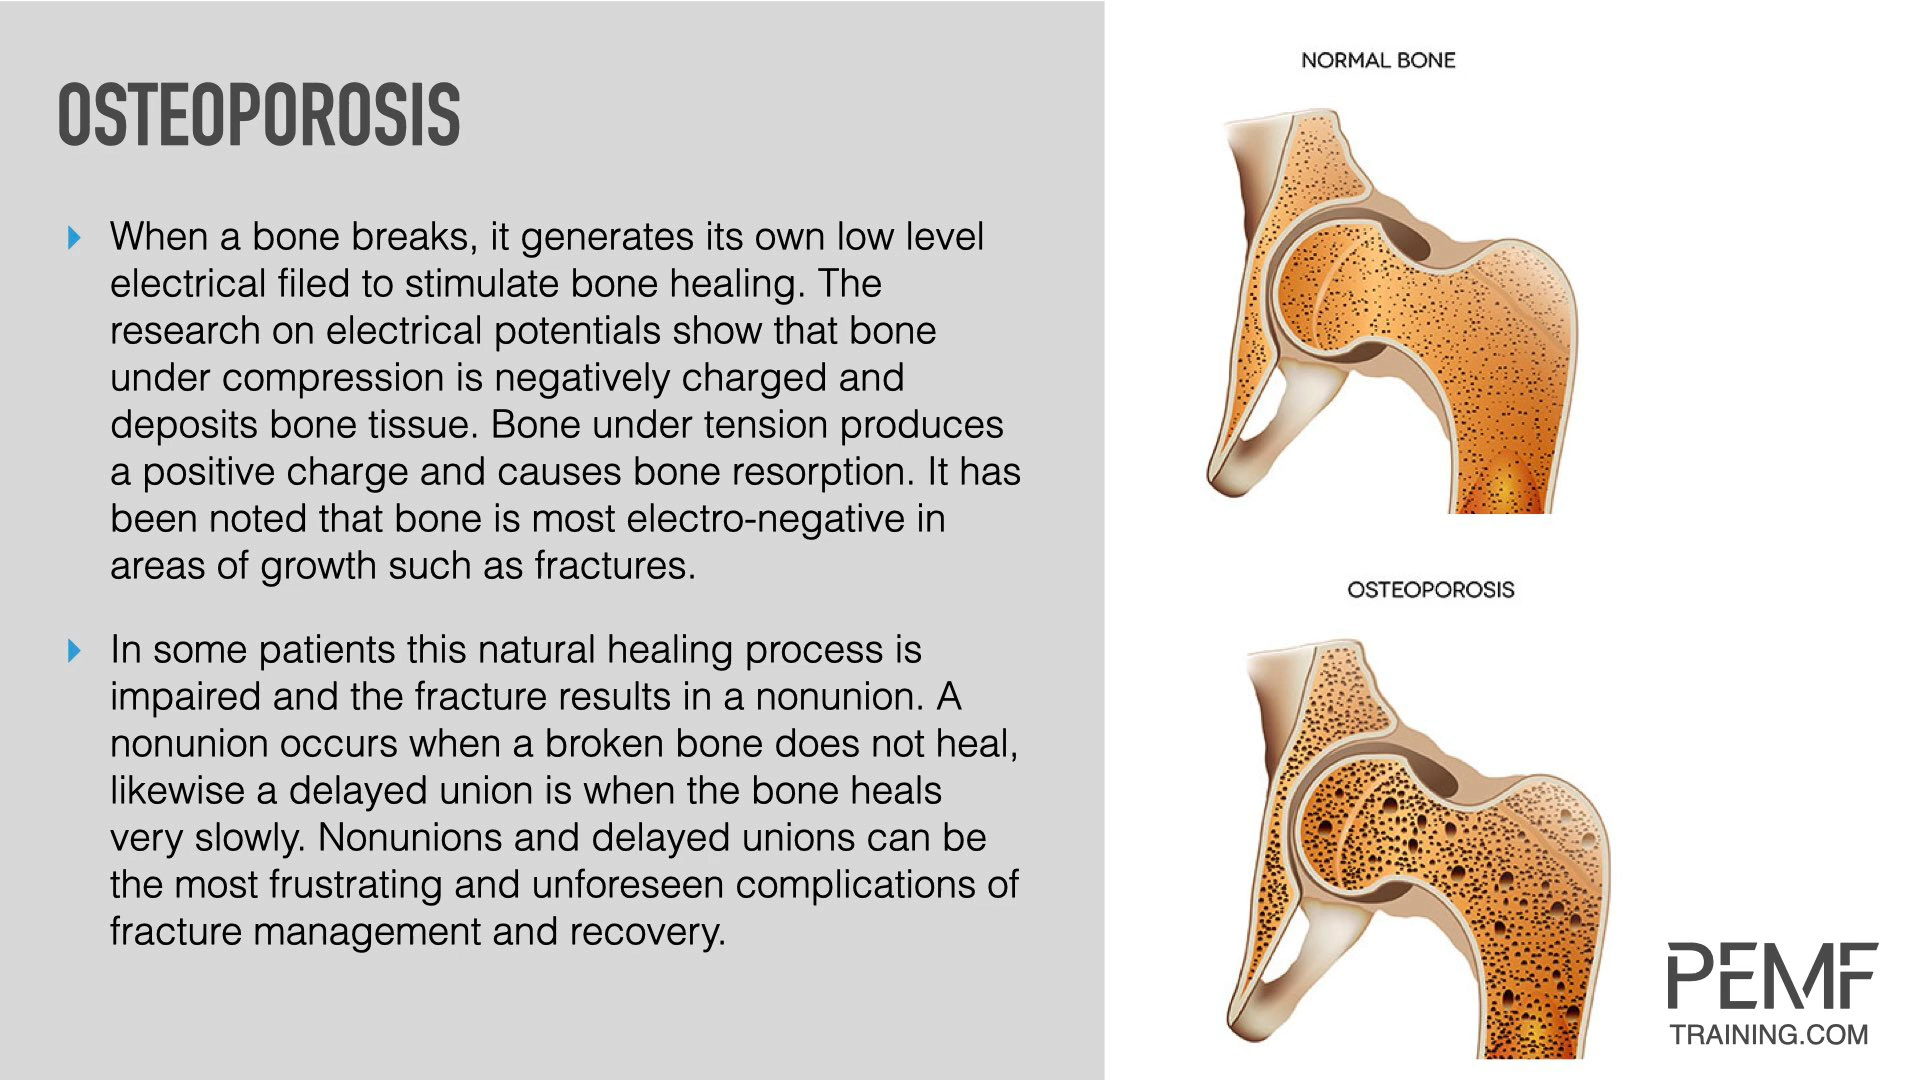 OSTEOPOROSIS
When a bone breaks, it generates its own low level
electrical filed to stimulate bone healing. The
research on electrical potentials show that bone
under compression is negatively charged and
deposits bone tissue. Bone under tension produces
a positive charge and causes bone resorption. It has
been noted that bone is most electro-negative in
areas of growth such as fractures.
In some patients this natural healing process is
impaired and the fracture results in a nonunion. A
nonunion occurs when a broken bone does not heal,
likewise a delayed union is when the bone heals
very slowly. Nonunions and delayed unions can be
the most frustrating and unforeseen complications of
fracture management and recovery.
NORMAL BONE
OSTEOPOROSIS
PEMF
TRAINING.COM